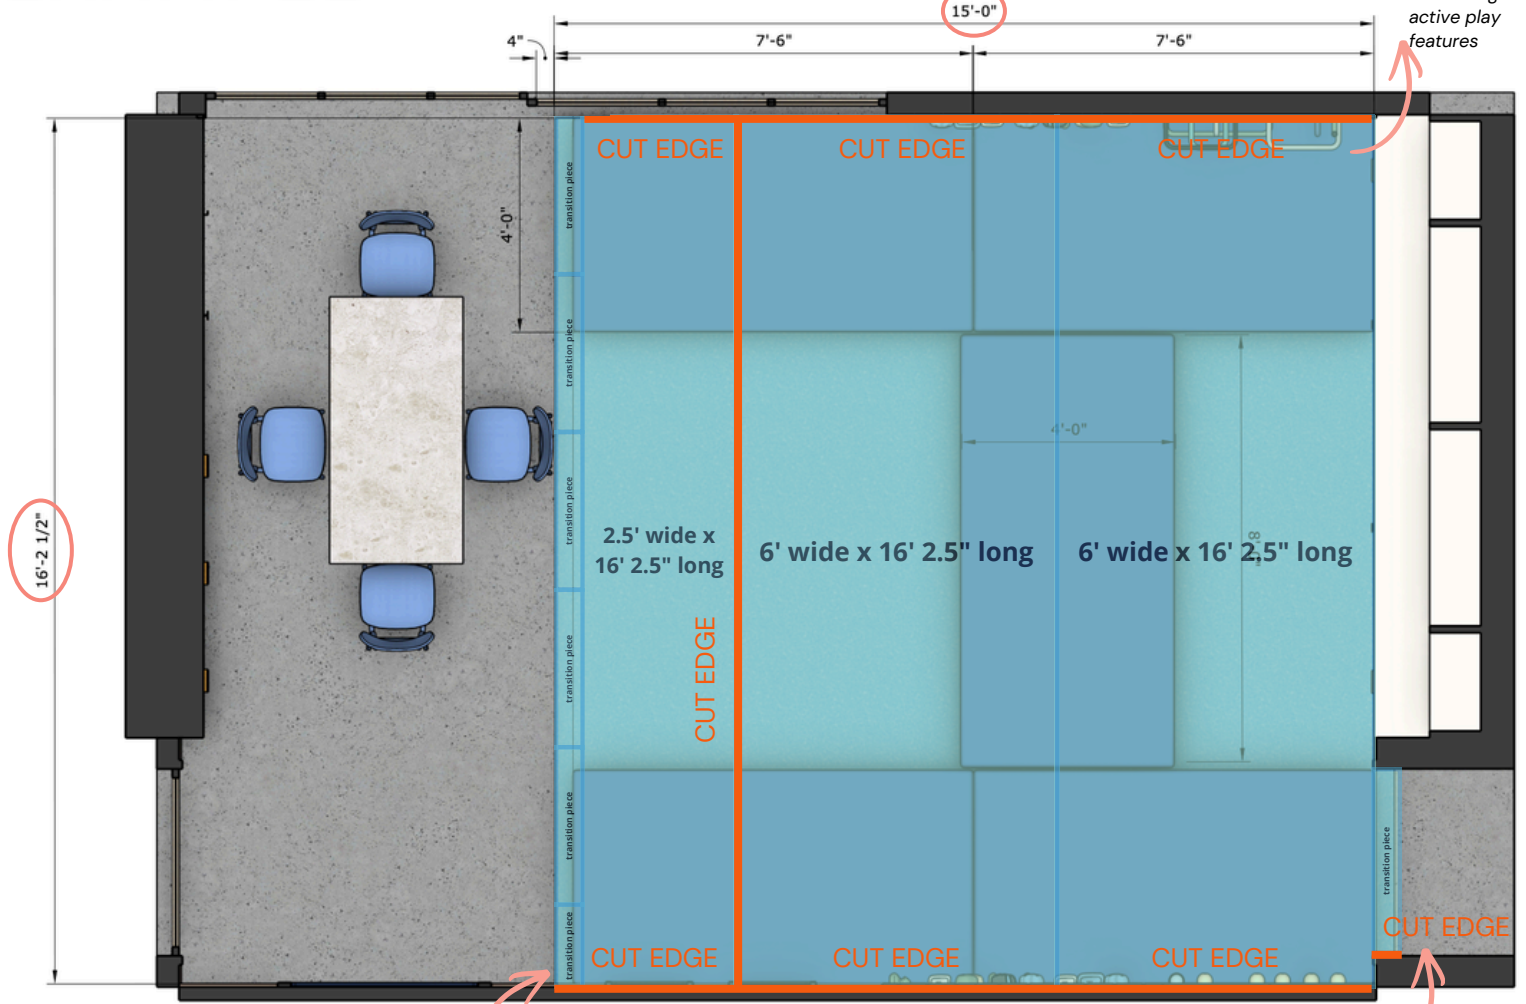 15'-0"
active play
features
4"
7'-6"
7'-6"
CUT EDGE
CUT EDGE
CUT EDGE
transition piece
4'-0"
transition piece
4'-0"
transition piece
16'-2 1/2"
2.5' wide x
16' 2.5" long
6' wide x 16' 2.5" long
6' wide x 16' 2.5" long
CUT EDGE
transition piece
transition piece
transition piece
transition piece
CUT EDGE
CUT EDGE
CUT EDGE
CUT EDGE